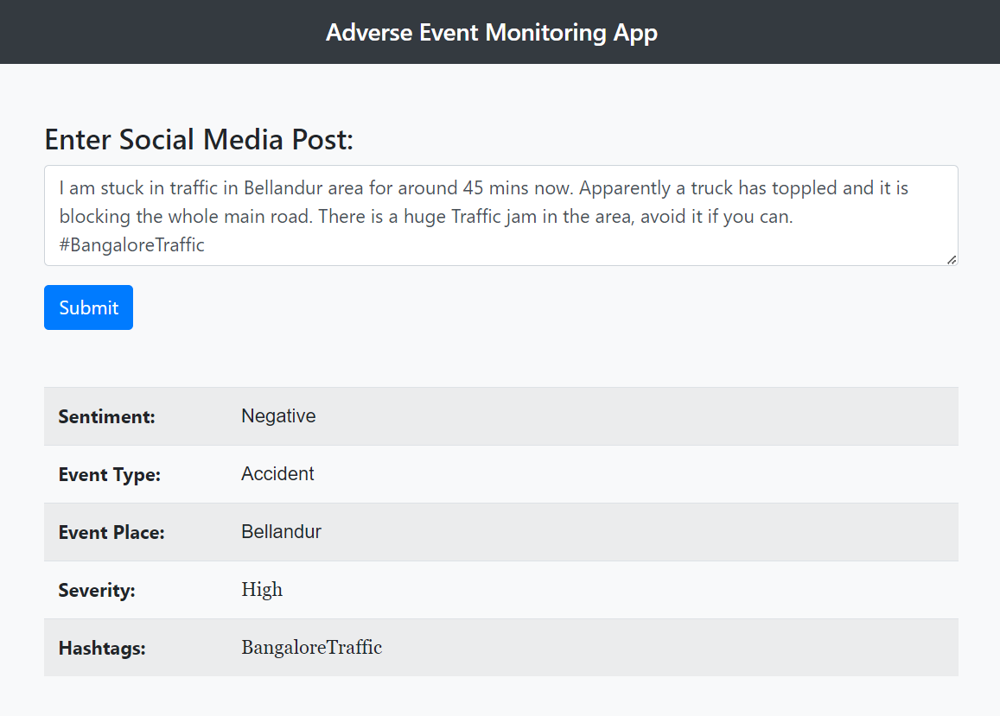 Adverse Event Monitoring App
Enter Social Media Post:
I am stuck in traffic in Bellandur area for around 45 mins now. Apparently a truck has toppled and it is
blocking the whole main road. There is a huge Traffic jam in the area, avoid it if you can.
#BangaloreTraffic
Submit
Sentiment: Negative
Event Type: Accident
Event Place: Bellandur
Severity: High
Hashtags: BangaloreTraffic